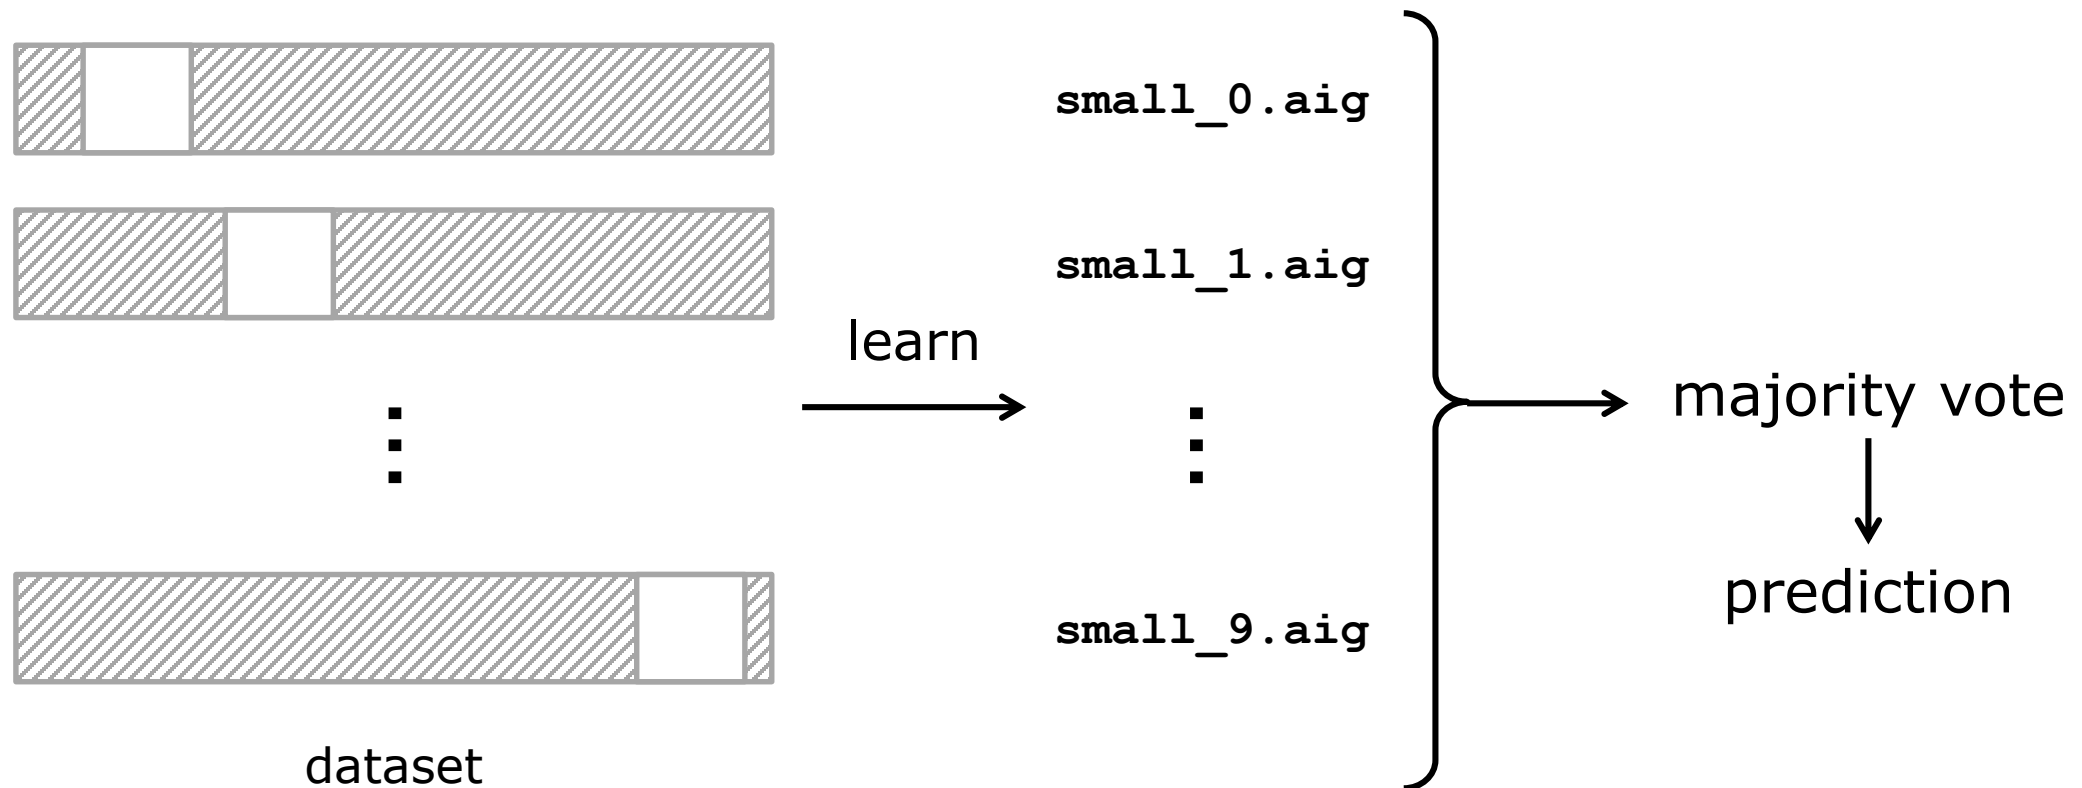 small_0.aig
small_1.aig
learn
majority vote
prediction
small_9.aig
dataset